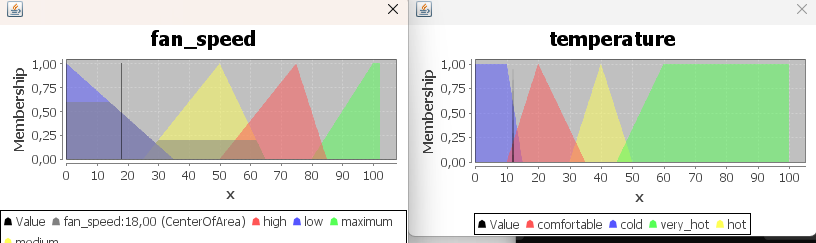 fan_speed
Membership
1,00
0,75
0,50
0,25
0,00
0 10 20 30 40 50 60 70 80 90 100
x
Value fan_speed:18,00 (CenterOfArea) high low maximum
medium
temperature
Membership
1,00
0,75
0,50
0,25
0,00
0 10 20 30 40 50 60 70 80 90 100
x
Value comfortable cold very_hot hot